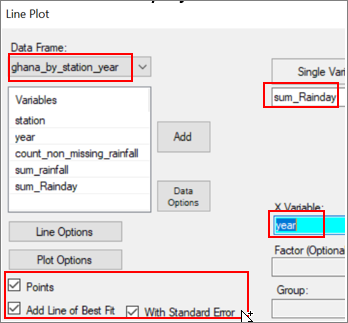 Line Plot
Data Frame:
ghana_by_station_year
Single Varia
Variables
sum_Rainday
station
year
count_non_missing_rainfall
sum_rainfall
sum_Rainday
Add
Data
Options
X Variable:
year
Line Options
Factor (Optiona
Plot Options
Points
Group:
Add Line of Best Fit
With Standard Error